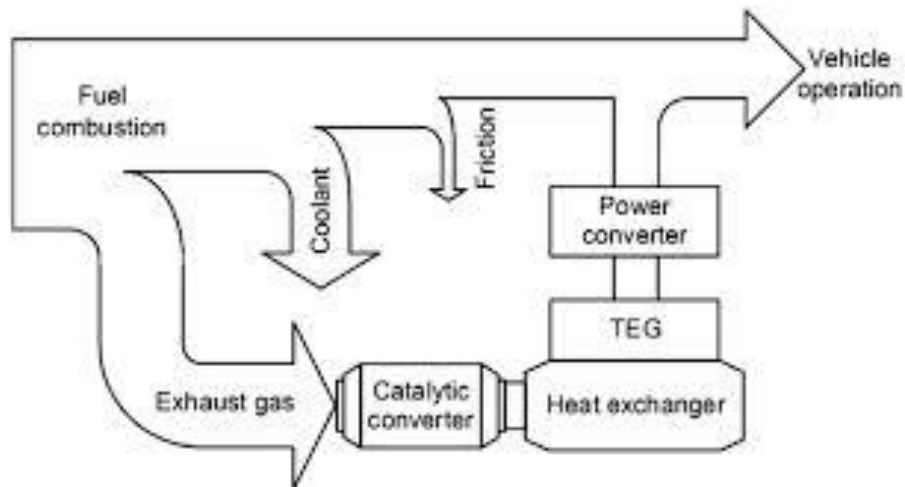 Vehicle
operation
Fuel
combustion
Coolant
Friction
Power
converter
TEG
Exhaust gas
Catalytic
converter
Heat exchanger